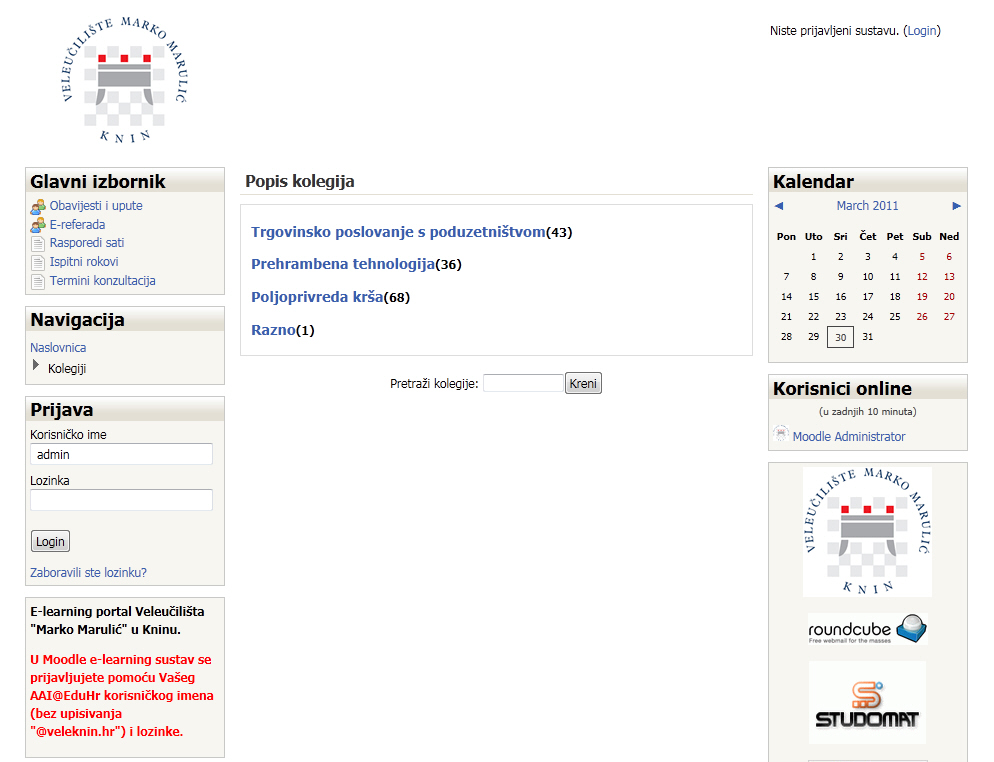 VELEUČILIŠTE MARKO MARULIĆ
KNIN
Niste prijavljeni sustavu. (Login)
Glavni izbornik
Obavijesti i upute
E-referada
Rasporedi sati
Ispitni rokovi
Termini konzultacija
Navigacija
Naslovnica
Kolegiji
Prijava
Korisničko ime
admin
Lozinka
Login
Zaboravili ste lozinku?
E-learning portal Veleučilišta
"Marko Marulić" u Kninu.
U Moodle e-learning sustav se
prijavljujete pomoću Vašeg
AAI@EduHr korisničkog imena
(bez upisivanja
"@veleknin.hr") i lozinke.
Popis kolegija
Trgovinsko poslovanje s poduzetništvom(43)
Prehrambena tehnologija(36)
Poljoprivreda krša(68)
Razno(1)
Pretraži kolegije: Kreni
Kalendar
◄ March 2011 ►
Pon Uto Sri Čet Pet Sub Ned
1 2 3 4 5 6
7 8 9 10 11 12 13
14 15 16 17 18 19 20
21 22 23 24 25 26 27
28 29 30 31
Korisnici online
(u zadnjih 10 minuta)
Moodle Administrator
VELEUČILIŠTE MARKO MARULIĆ
KNIN
roundcube
Free webmail for the masses
STUDOMAT